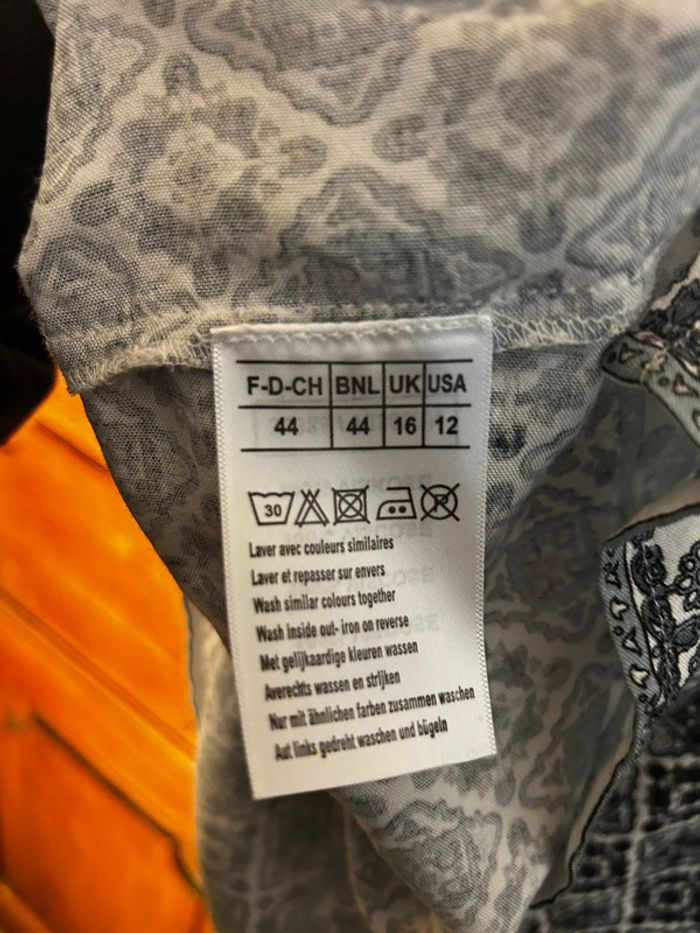 F-D-CH BNL UK USA
44 44 16 12
30 P
Laver avec couleurs similaires
Laver et repasser sur envers
Wash similar colours together
Wash inside out- iron on reverse
Met gelijkaardige kleuren wassen
Averechts wassen en strijken
Nur mit ähnlichen farben zusammen waschen
Aut links gedreht waschen und bügeln